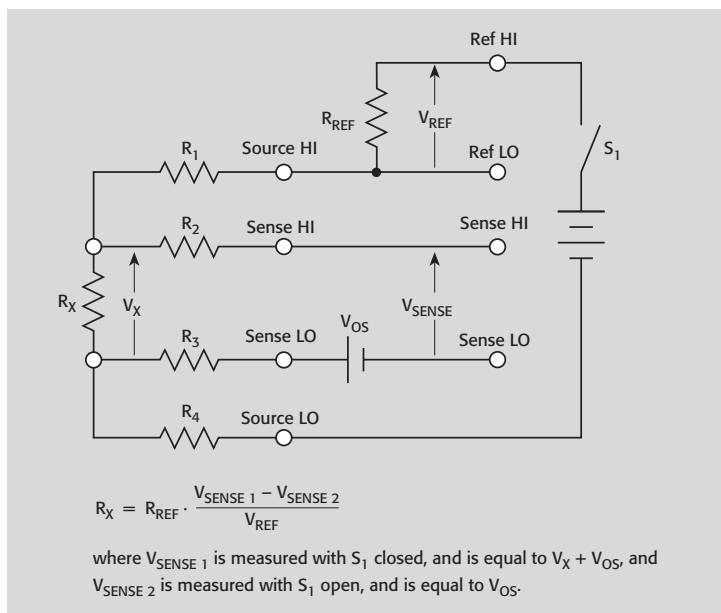 Ref HI
R_REF
V_REF
S_1
R_1
Source HI
Ref LO
R_2
Sense HI
Sense HI
R_X
V_X
V_SENSE
V_OS
R_3
Sense LO
Sense LO
R_4
Source LO
R_X = R_REF · (V_SENSE 1 – V_SENSE 2) / V_REF
where V_SENSE 1 is measured with S_1 closed, and is equal to V_X + V_OS, and
V_SENSE 2 is measured with S_1 open, and is equal to V_OS.